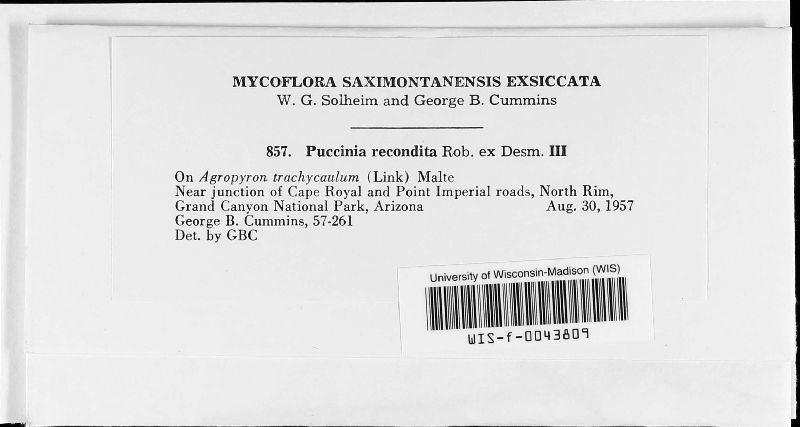 MYCOFLORA SAXIMONTANENSIS EXSICCATA
W. G. Solheim and George B. Cummins
857. Puccinia recondita Rob. ex Desm. III
On Agropyron trachycaulum (Link) Malte
Near junction of Cape Royal and Point Imperial roads, North Rim,
Grand Canyon National Park, Arizona Aug. 30, 1957
George B. Cummins, 57-261
Det. by GBC
University of Wisconsin-Madison (WIS)
WIS-f-0043809